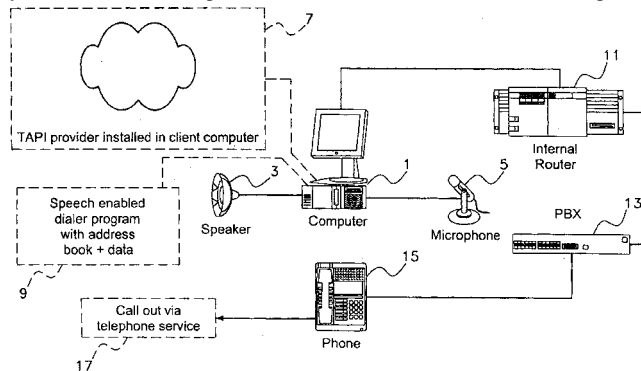 7
TAPI provider installed in client computer
11
Internal
Router
3
Speaker
1
Computer
5
Microphone
PBX
13
Speech enabled
dialer program
with address
book + data
9
15
Phone
Call out via
telephone service
17